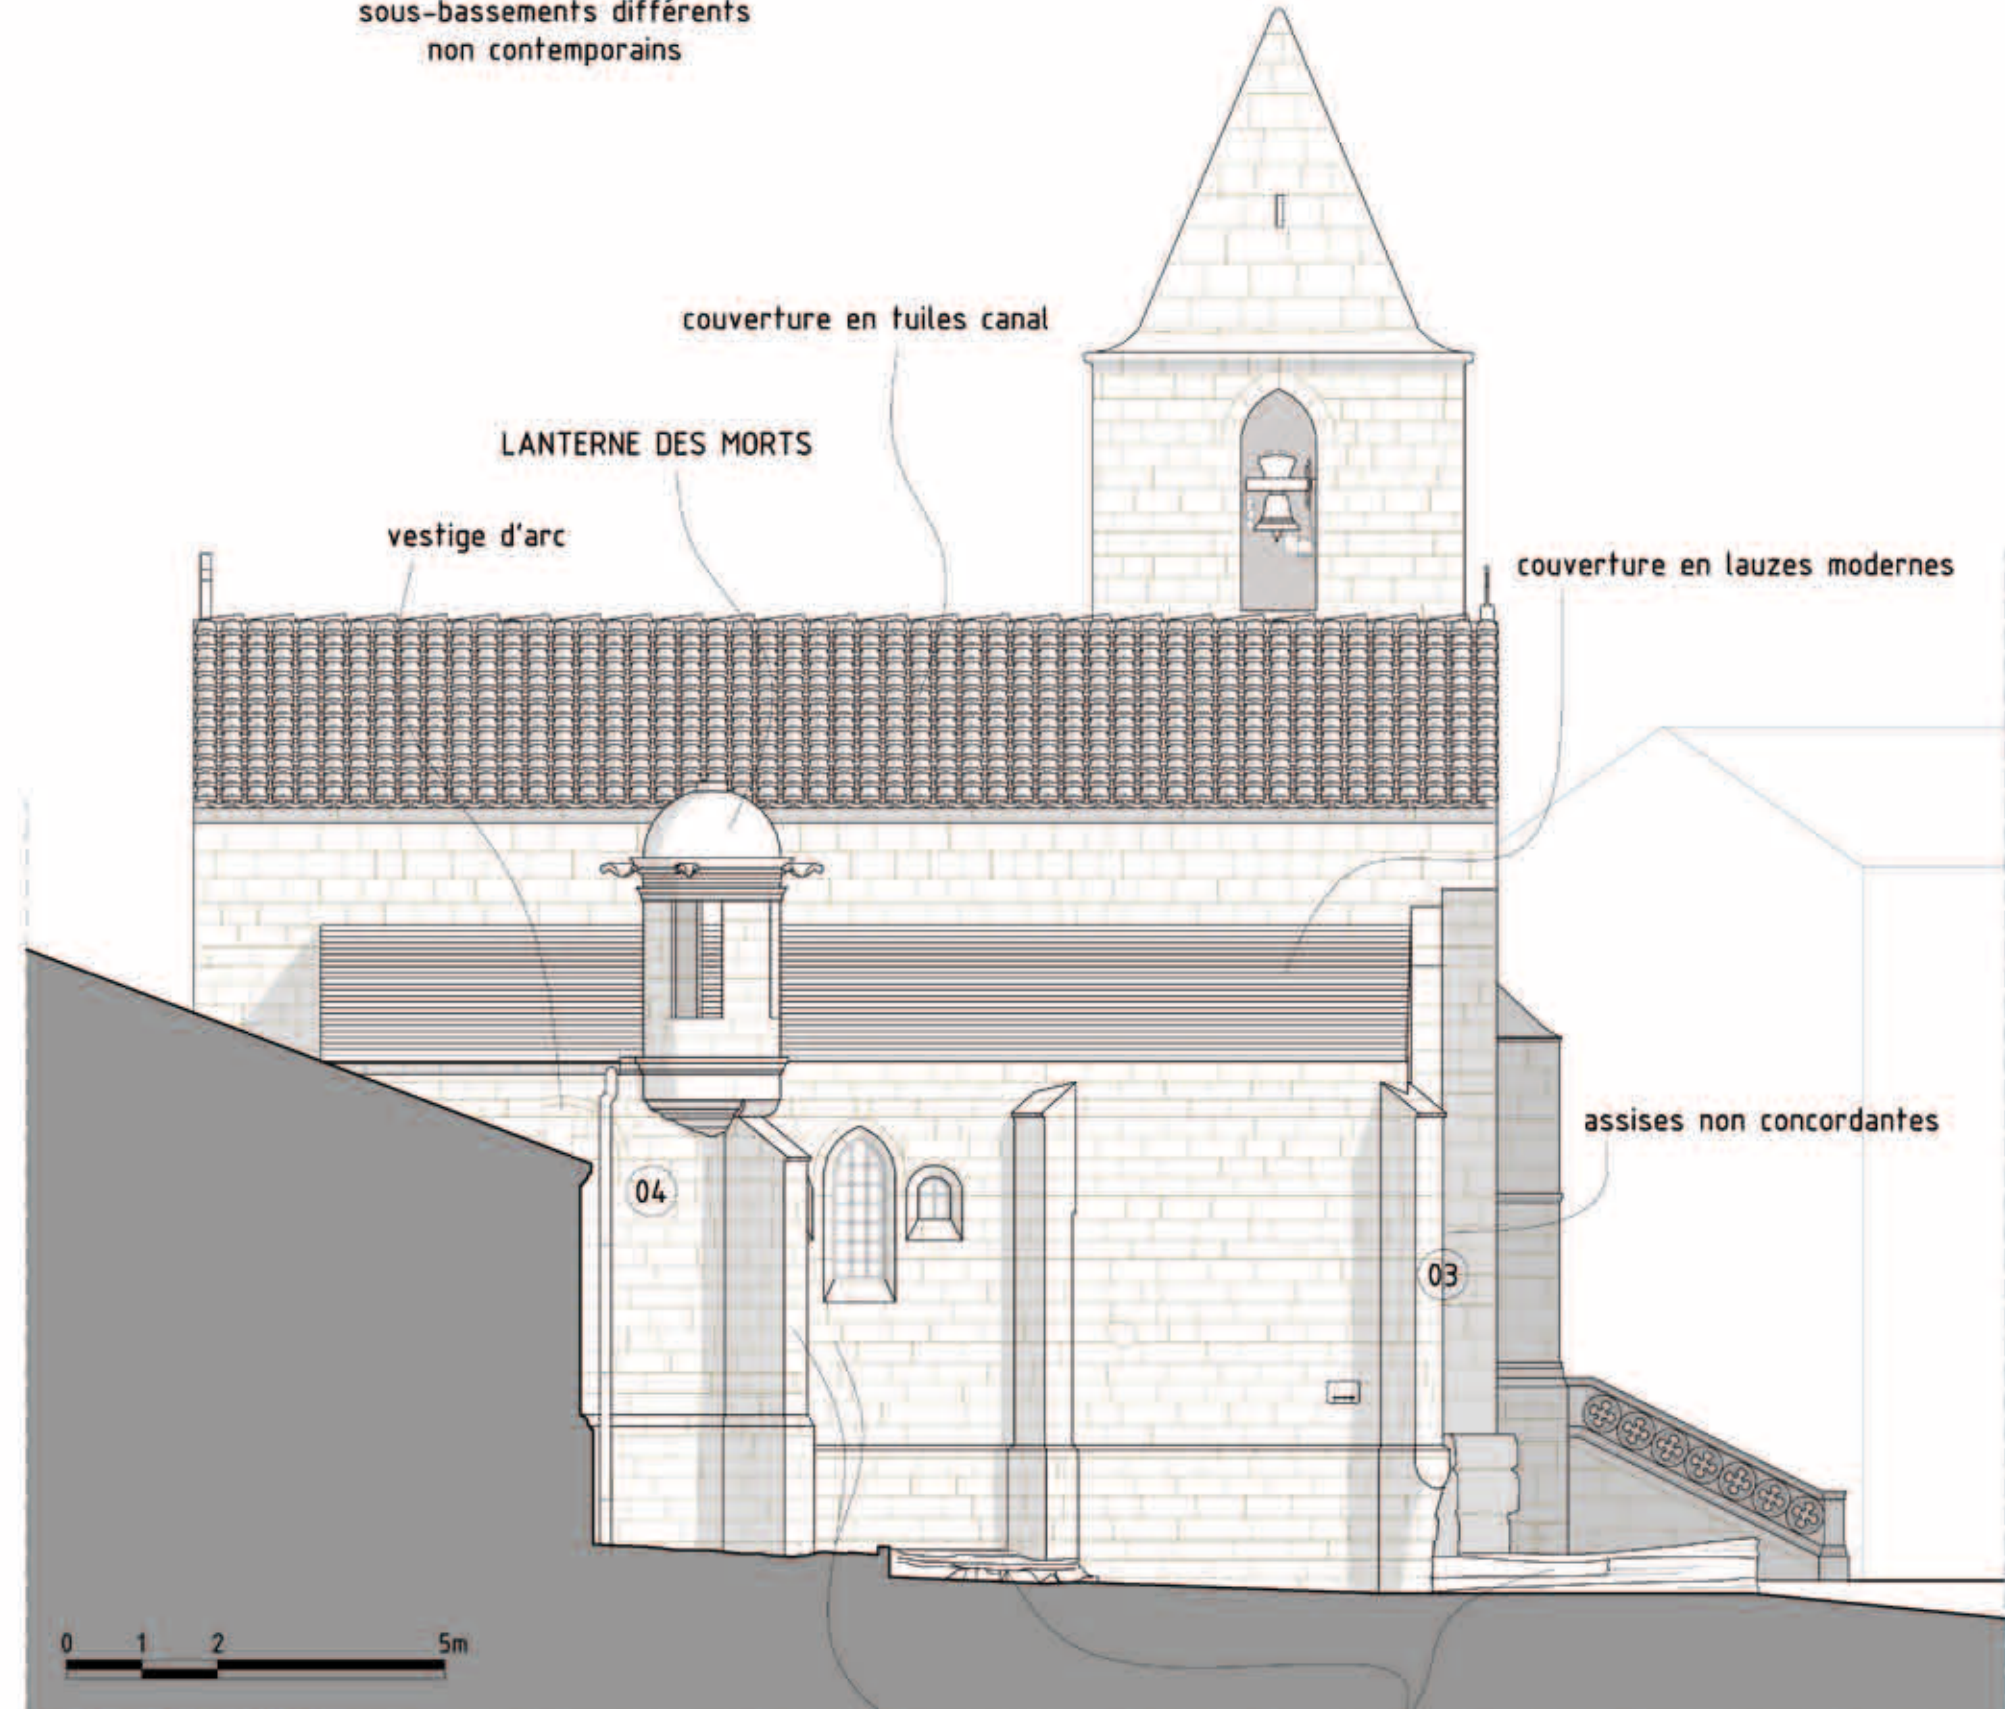 sous-bassements différents
non contemporains
couverture en tuiles canal
LANTERNE DES MORTS
vestige d'arc
couverture en lauzes modernes
assises non concordantes
04
03
0 1 2 5m